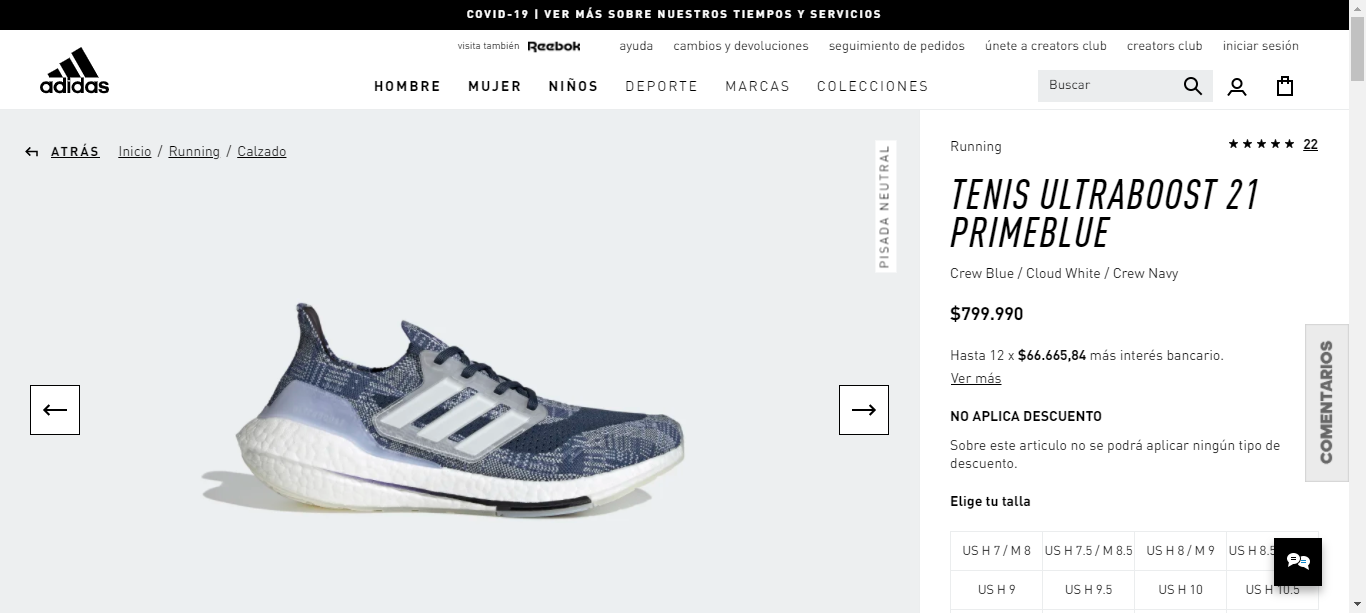 COVID-19 | VER MÁS SOBRE NUESTROS TIEMPOS Y SERVICIOS
visita también Reebok ayuda cambios y devoluciones seguimiento de pedidos únete a creators club creators club iniciar sesión
adidas
HOMBRE MUJER NIÑOS DEPORTE MARCAS COLECCIONES
Buscar
ATRÁS Inicio / Running / Calzado
PISADA NEUTRAL
Running
22
TENIS ULTRABOOST 21
PRIMEBLUE
Crew Blue / Cloud White / Crew Navy
$799.990
Hasta 12 x $66.665,84 más interés bancario.
Ver más
NO APLICA DESCUENTO
Sobre este articulo no se podrá aplicar ningún tipo de
descuento.
Elige tu talla
US H 7 / M 8 US H 7.5 / M 8.5 US H 8 / M 9 US H 8.5
US H 9 US H 9.5 US H 10 US H 10.5
COMENTARIOS